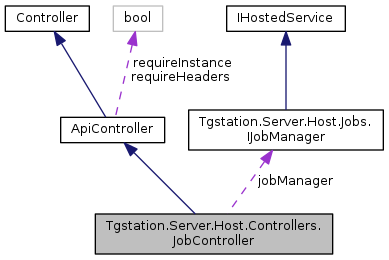 Controller
bool
IHostedService
requireInstance
requireHeaders
ApiController
Tgstation.Server.Host.Jobs.
IJobManager
jobManager
Tgstation.Server.Host.Controllers.
JobController